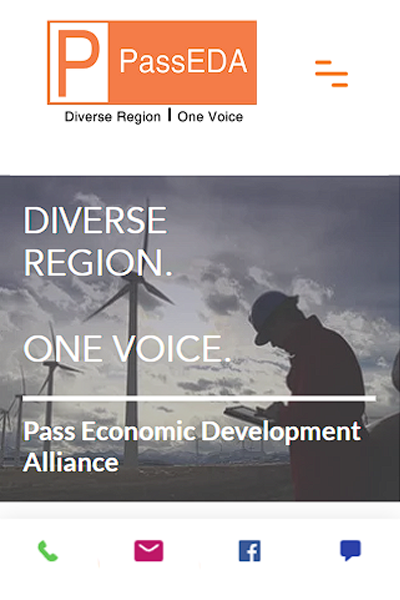 P PassEDA
Diverse Region | One Voice
DIVERSE
REGION.
ONE VOICE.
Pass Economic Development
Alliance